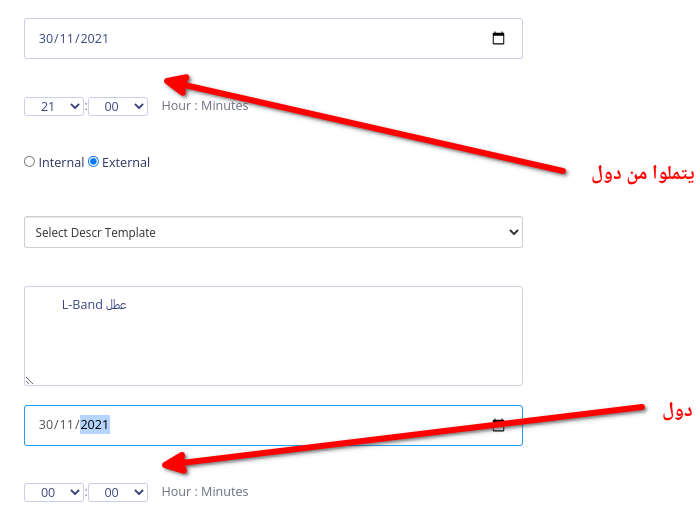 30/11/2021
21 : 00 Hour : Minutes
يتملوا من دول
Internal External
Select Descr Template
L-Band عطل
30/11/2021
دول
00 : 00 Hour : Minutes